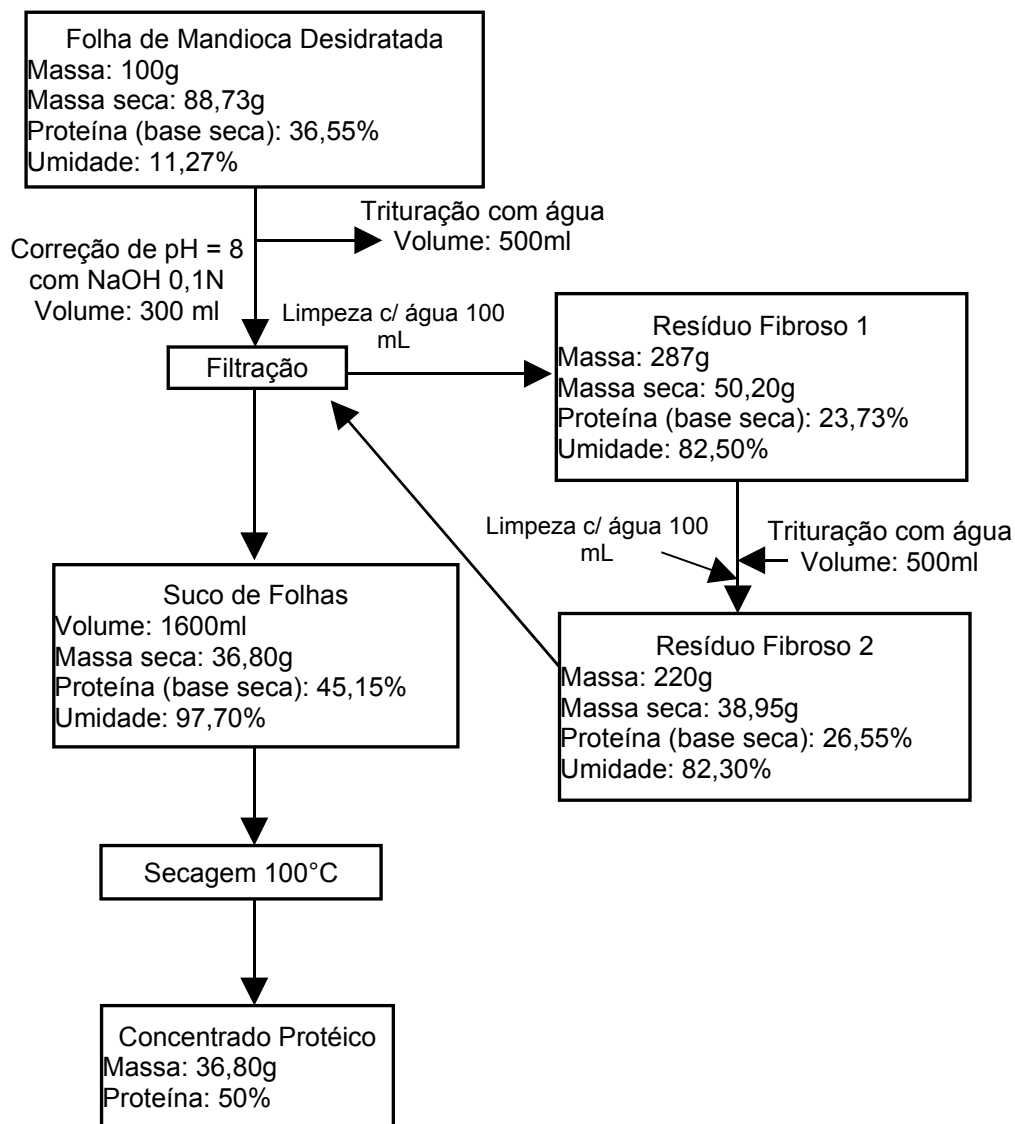 Folha de Mandioca Desidratada
Massa: 100g
Massa seca: 88,73g
Proteína (base seca): 36,55%
Umidade: 11,27%
Trituração com água
Volume: 500ml
Correção de pH = 8
com NaOH 0,1N
Volume: 300 ml
Limpeza c/ água 100
mL
Filtração
Resíduo Fibroso 1
Massa: 287g
Massa seca: 50,20g
Proteína (base seca): 23,73%
Umidade: 82,50%
Limpeza c/ água 100
mL
Trituração com água
Volume: 500ml
Suco de Folhas
Volume: 1600ml
Massa seca: 36,80g
Proteína (base seca): 45,15%
Umidade: 97,70%
Resíduo Fibroso 2
Massa: 220g
Massa seca: 38,95g
Proteína (base seca): 26,55%
Umidade: 82,30%
Secagem 100°C
Concentrado Protéico
Massa: 36,80g
Proteína: 50%